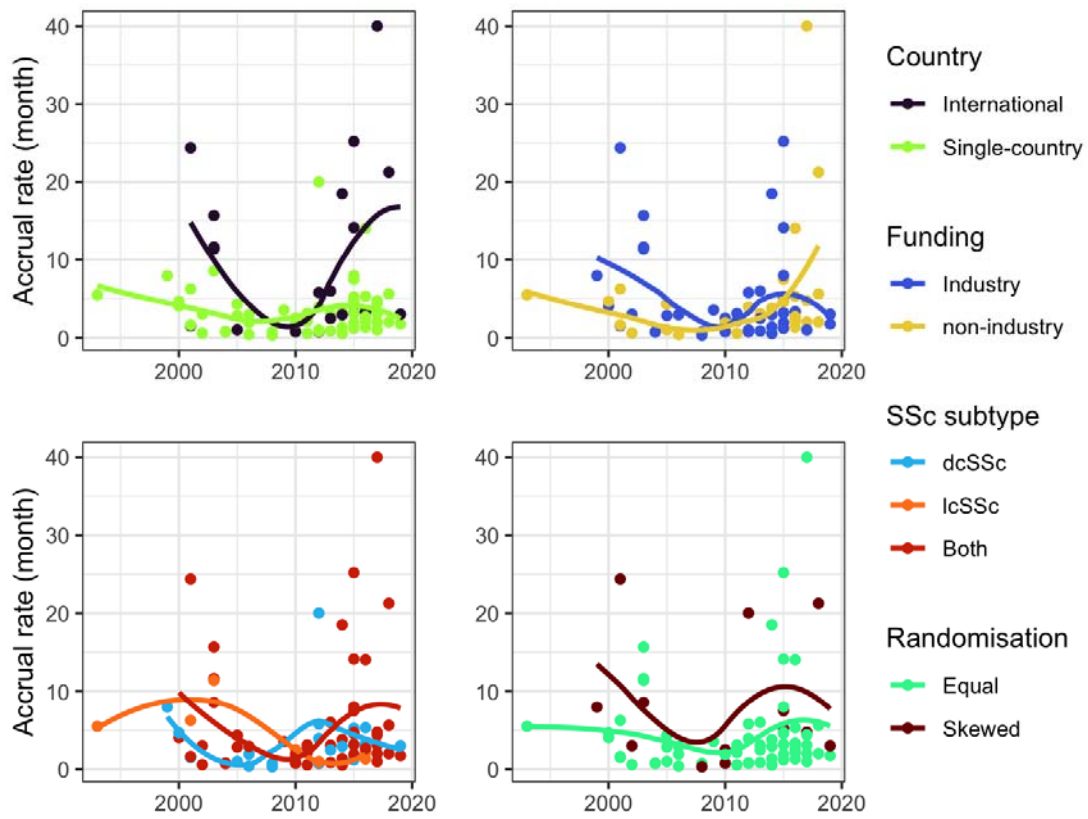 Accrual rate (month)
40
30
20
10
0
2000
2010
2020
40
30
20
10
0
2000
2010
2020
Country
International
Single-country
Funding
Industry
non-industry
Accrual rate (month)
40
30
20
10
0
2000
2010
2020
40
30
20
10
0
2000
2010
2020
SSc subtype
dcSSc
lcSSc
Both
Randomisation
Equal
Skewed